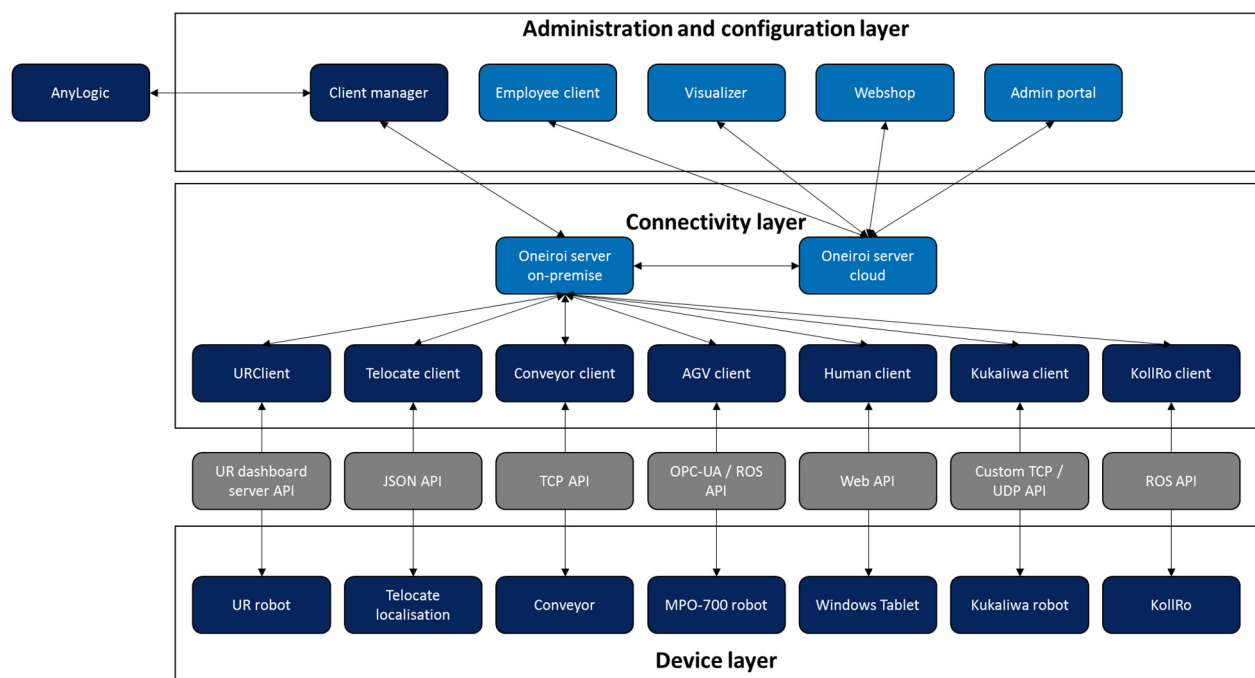 Administration and configuration layer
AnyLogic
Client manager
Employee client
Visualizer
Webshop
Admin portal
Connectivity layer
Oneiroi server
on-premise
Oneiroi server
cloud
URClient
Telocate client
Conveyor client
AGV client
Human client
Kukaliwa client
KollRo client
UR dashboard
server API
JSON API
TCP API
OPC-UA / ROS
API
Web API
Custom TCP /
UDP API
ROS API
UR robot
Telocate
localisation
Conveyor
MPO-700 robot
Windows Tablet
Kukaliwa robot
KollRo
Device layer